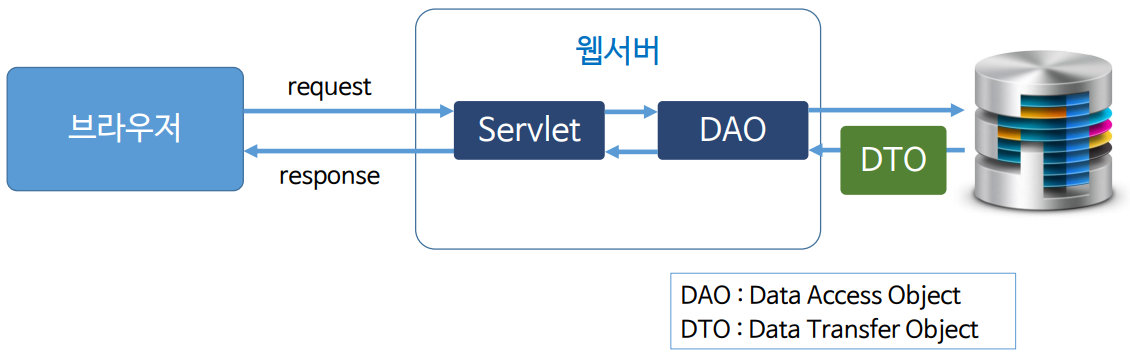 웹서버
브라우저
request
response
Servlet
DAO
DTO
DAO : Data Access Object
DTO : Data Transfer Object